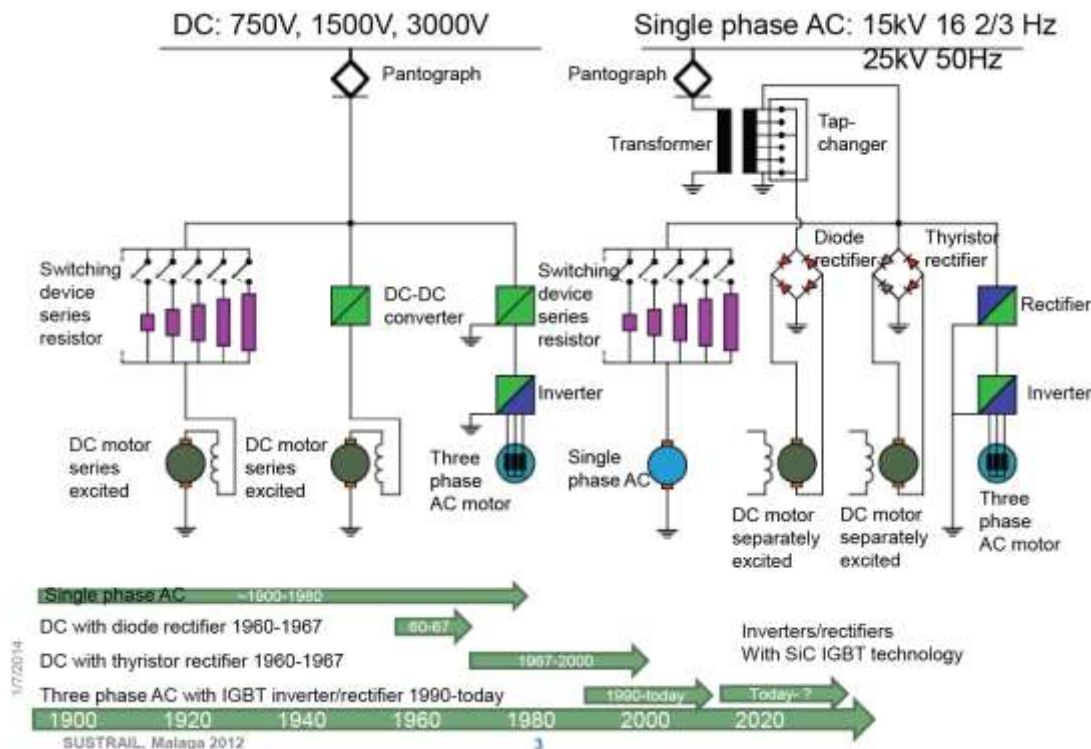 DC: 750V, 1500V, 3000V
Single phase AC: 15kV 16 2/3 Hz
25kV 50Hz
Pantograph
Pantograph
Transformer
Tap-
changer
Switching
device
series
resistor
DC-DC
converter
Switching
device
series
resistor
Diode
rectifier
Thyristor
rectifier
Rectifier
Inverter
Inverter
DC motor
series
excited
DC motor
series
excited
Three
phase
AC motor
Single
phase AC
DC motor
separately
excited
DC motor
separately
excited
Three
phase
AC motor
Single phase AC
~1900-1980
DC with diode rectifier 1960-1967
60-67
DC with thyristor rectifier 1960-1967
1967-2000
Inverters/rectifiers
With SiC IGBT technology
Three phase AC with IGBT inverter/rectifier 1990-today
1990-today
Today- ?
1900 1920 1940 1960 1980 2000 2020
1/7/2014
SUSTRAIL, Malaga 2012
3